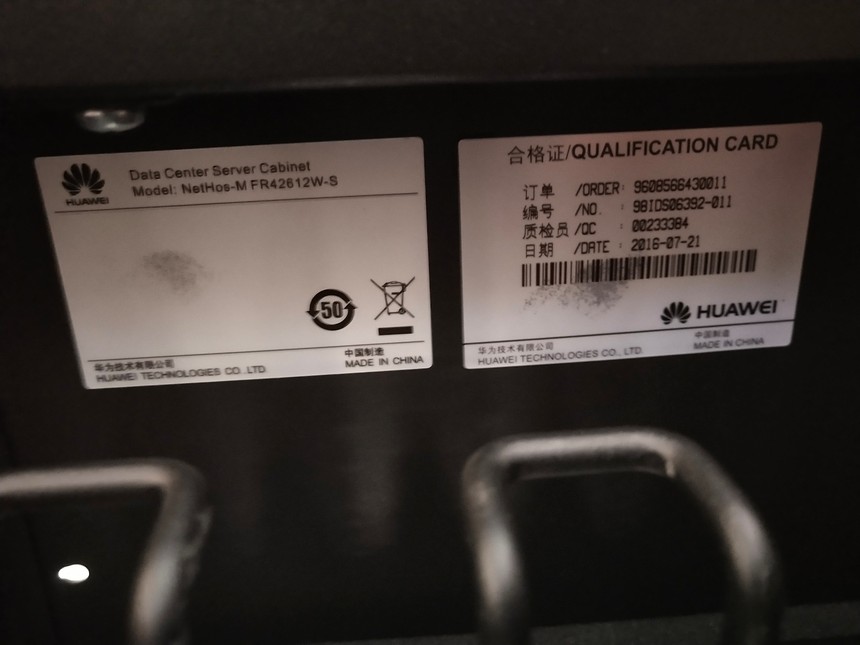 HUAWEI
Data Center Server Cabinet
Model: NetHos-M FR42612W-S
50
华为技术有限公司
HUAWEI TECHNOLOGIES CO., LTD.
中国制造
MADE IN CHINA
合格证/QUALIFICATION CARD
订单 /ORDER: 9608566430011
编号 /NO. : 98IDS06392-011
质检员 /QC : 00233384
日期 /DATE : 2016-07-21
HUAWEI
华为技术有限公司
HUAWEI TECHNOLOGIES CO., LTD.
中国制造
MADE IN CHINA